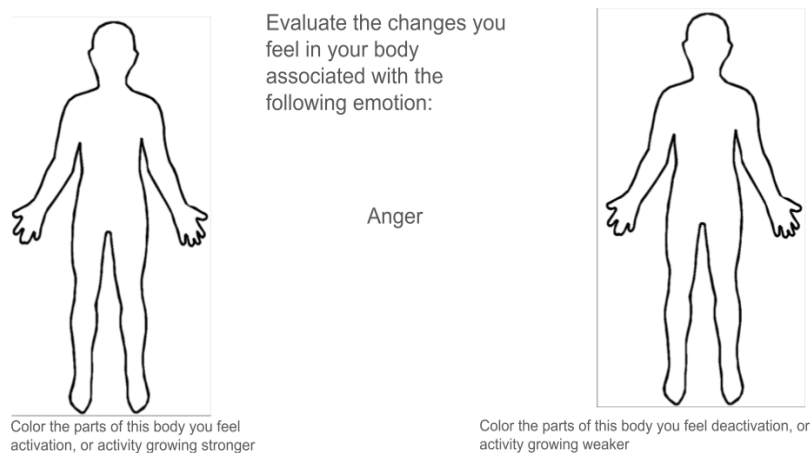 Evaluate the changes you
feel in your body
associated with the
following emotion:
Anger
Color the parts of this body you feel
activation, or activity growing stronger
Color the parts of this body you feel deactivation, or
activity growing weaker